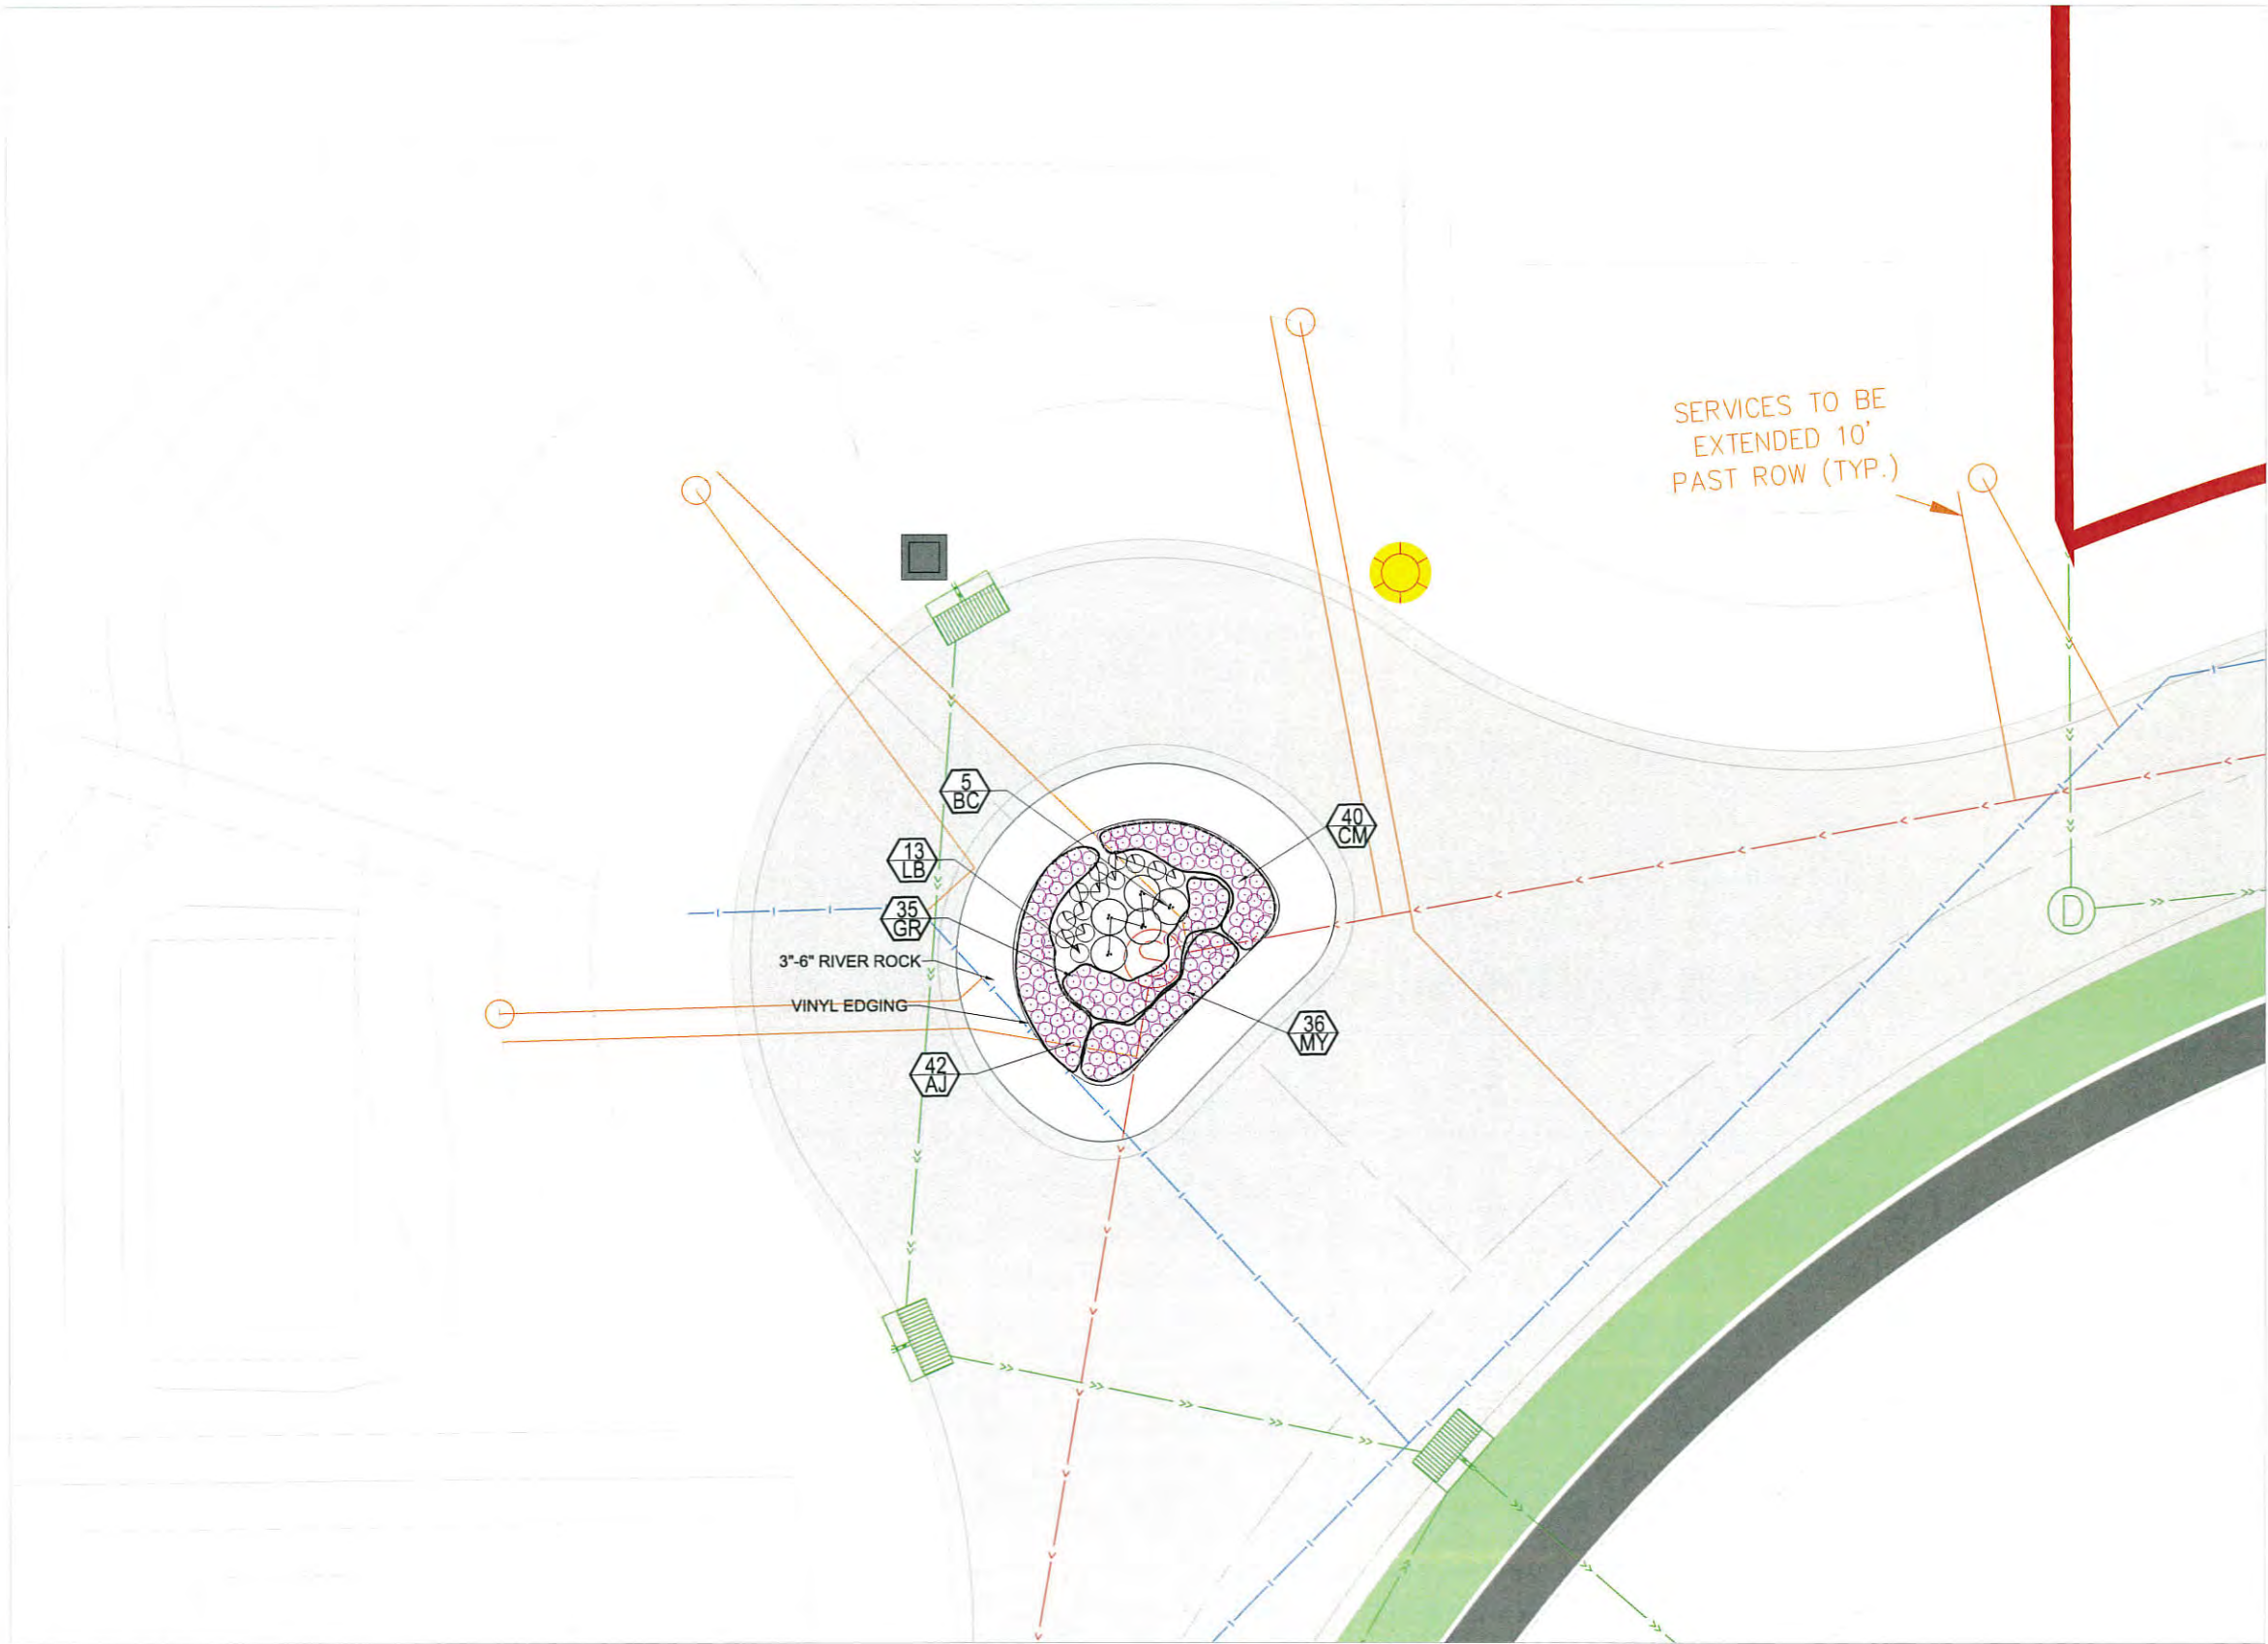 SERVICES TO BE
EXTENDED 10'
PAST ROW (TYP.)
5
BC
40
CM
13
LB
35
GR
3"-6" RIVER ROCK
VINYL EDGING
36
MY
42
AJ
D
S